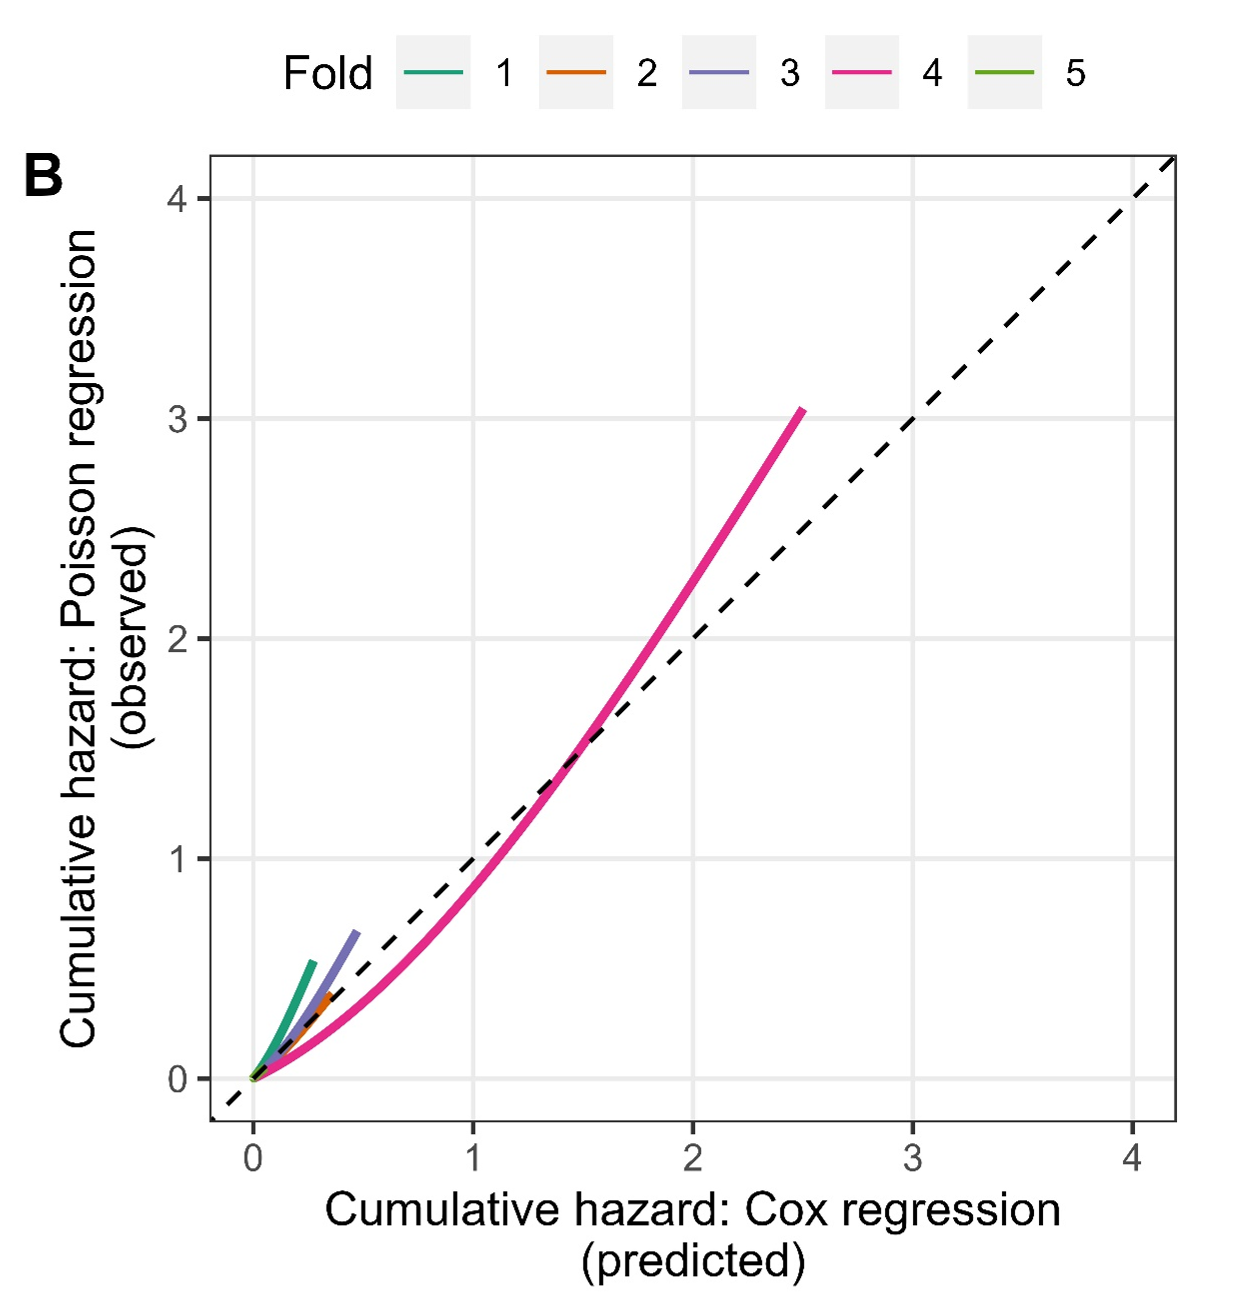 Fold 1 2 3 4 5
B
Cumulative hazard: Poisson regression
(observed)
4
3
2
1
0
0 1 2 3 4
Cumulative hazard: Cox regression
(predicted)